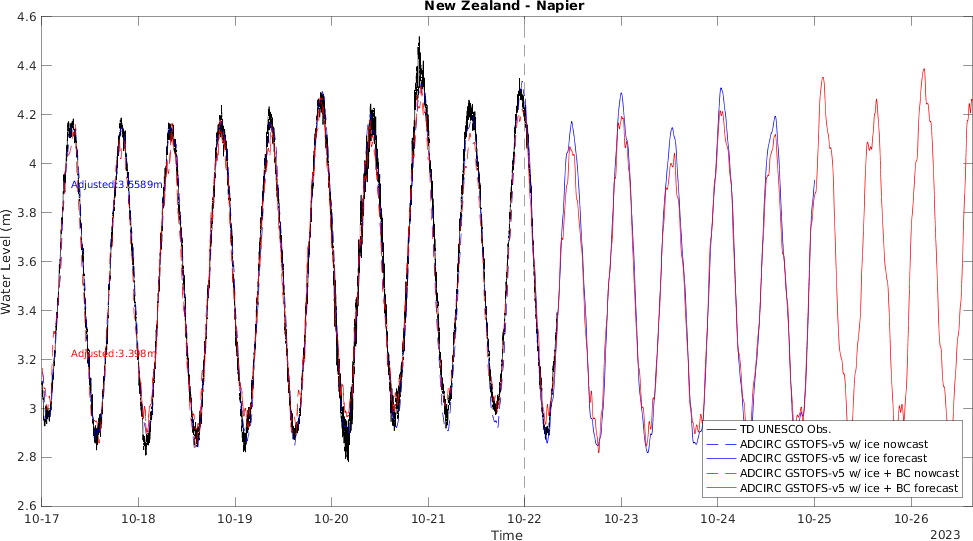 New Zealand - Napier
4.6
4.4
4.2
4
3.8
3.6
3.4
3.2
3
2.8
2.6
Water Level (m)
Adjusted:3.5589m
Adjusted:3.398m
TD UNESCO Obs.
ADCIRC GSTOFS-v5 w/ ice nowcast
ADCIRC GSTOFS-v5 w/ ice forecast
ADCIRC GSTOFS-v5 w/ ice + BC nowcast
ADCIRC GSTOFS-v5 w/ ice + BC forecast
10-17 10-18 10-19 10-20 10-21 10-22 10-23 10-24 10-25 10-26
Time
2023